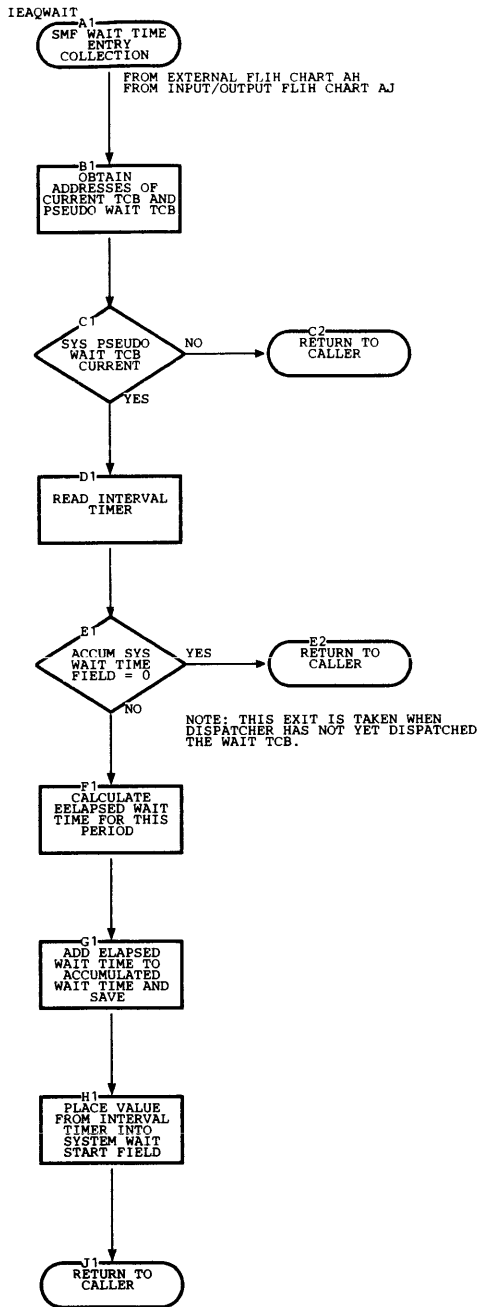 IEAQWAIT
A1
SMF WAIT TIME
ENTRY
COLLECTION
FROM EXTERNAL FLIH CHART AH
FROM INPUT/OUTPUT FLIH CHART AJ
B1
OBTAIN
ADDRESSES OF
CURRENT TCB AND
PSEUDO WAIT TCB
C1
SYS PSEUDO
WAIT TCB
CURRENT
NO
YES
C2
RETURN TO
CALLER
D1
READ INTERVAL
TIMER
E1
ACCUM SYS
WAIT TIME
FIELD = 0
YES
NO
E2
RETURN TO
CALLER
NOTE: THIS EXIT IS TAKEN WHEN
DISPATCHER HAS NOT YET DISPATCHED
THE WAIT TCB.
F1
CALCULATE
EELAPSED WAIT
TIME FOR THIS
PERIOD
G1
ADD ELAPSED
WAIT TIME TO
ACCUMULATED
WAIT TIME AND
SAVE
H1
PLACE VALUE
FROM INTERVAL
TIMER INTO
SYSTEM WAIT
START FIELD
J1
RETURN TO
CALLER